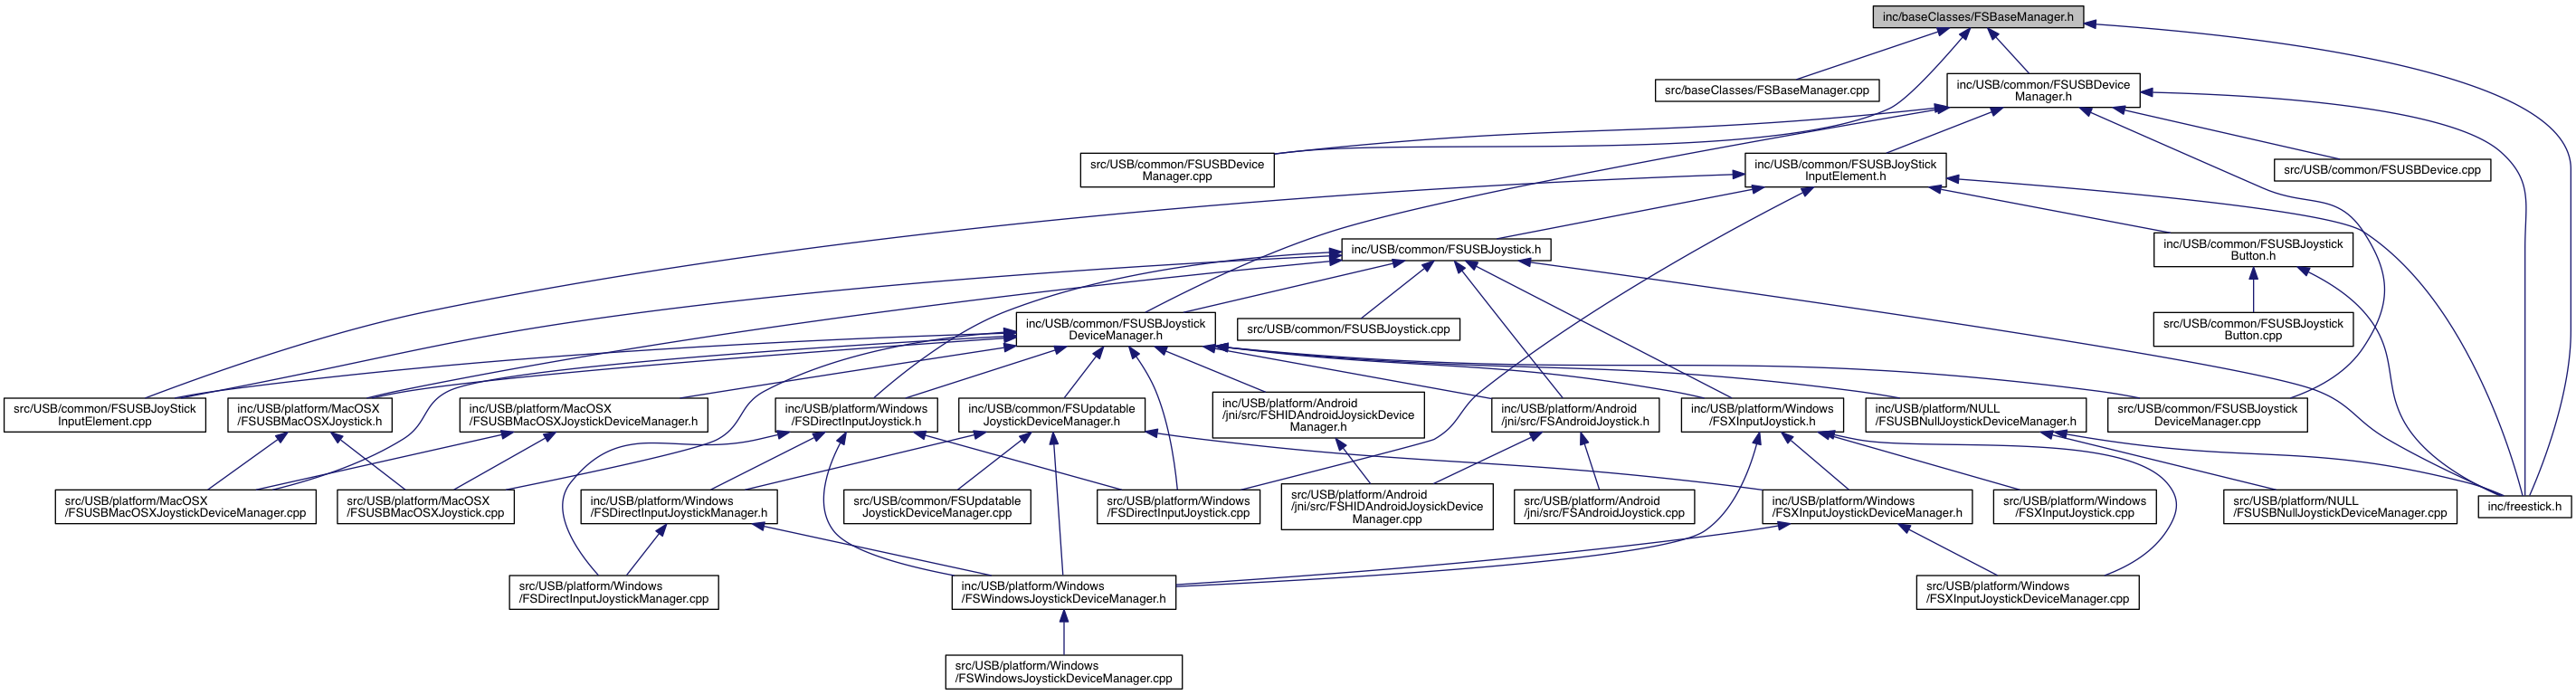 inc/baseClasses/FSBaseManager.h
src/baseClasses/FSBaseManager.cpp
inc/USB/common/FSUSBDevice
Manager.h
src/USB/common/FSUSBDevice
Manager.cpp
inc/USB/common/FSUSBJoyStick
InputElement.h
src/USB/common/FSUSBDevice.cpp
inc/USB/common/FSUSBJoystick.h
inc/USB/common/FSUSBJoystick
Button.h
inc/USB/common/FSUSBJoystick
DeviceManager.h
src/USB/common/FSUSBJoystick.cpp
src/USB/common/FSUSBJoystick
Button.cpp
src/USB/common/FSUSBJoyStick
InputElement.cpp
inc/USB/platform/MacOSX
/FSUSBMacOSXJoystick.h
inc/USB/platform/MacOSX
/FSUSBMacOSXJoystickDeviceManager.h
inc/USB/platform/Windows
/FSDirectInputJoystick.h
inc/USB/common/FSUpdatable
JoystickDeviceManager.h
inc/USB/platform/Android
/jni/src/FSHIDAndroidJoysickDevice
Manager.h
inc/USB/platform/Android
/jni/src/FSAndroidJoystick.h
inc/USB/platform/Windows
/FSXInputJoystick.h
inc/USB/platform/NULL
/FSUSBNullJoystickDeviceManager.h
src/USB/common/FSUSBJoystick
DeviceManager.cpp
src/USB/platform/MacOSX
/FSUSBMacOSXJoystickDeviceManager.cpp
src/USB/platform/MacOSX
/FSUSBMacOSXJoystick.cpp
inc/USB/platform/Windows
/FSDirectInputJoystickManager.h
src/USB/common/FSUpdatable
JoystickDeviceManager.cpp
src/USB/platform/Windows
/FSDirectInputJoystick.cpp
src/USB/platform/Android
/jni/src/FSHIDAndroidJoysickDevice
Manager.cpp
src/USB/platform/Android
/jni/src/FSAndroidJoystick.cpp
inc/USB/platform/Windows
/FSXInputJoystickDeviceManager.h
src/USB/platform/Windows
/FSXInputJoystick.cpp
src/USB/platform/NULL
/FSUSBNullJoystickDeviceManager.cpp
inc/freestick.h
src/USB/platform/Windows
/FSDirectInputJoystickManager.cpp
inc/USB/platform/Windows
/FSWindowsJoystickDeviceManager.h
src/USB/platform/Windows
/FSXInputJoystickDeviceManager.cpp
src/USB/platform/Windows
/FSWindowsJoystickDeviceManager.cpp